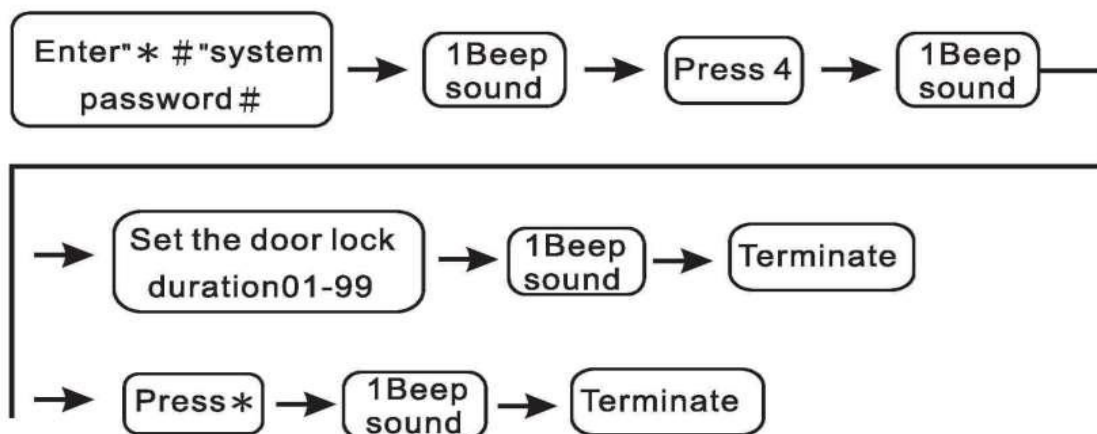 Enter"* #"system
password#
1Beep
sound
Press 4
1Beep
sound
Set the door lock
duration01-99
1Beep
sound
Terminate
Press*
1Beep
sound
Terminate